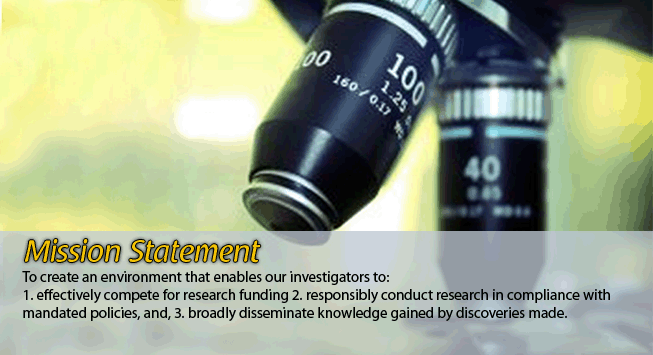 100
100
1.25
160 / 0.17
40
0.65
Mission Statement
To create an environment that enables our investigators to:
1. effectively compete for research funding 2. responsibly conduct research in compliance with
mandated policies, and, 3. broadly disseminate knowledge gained by discoveries made.